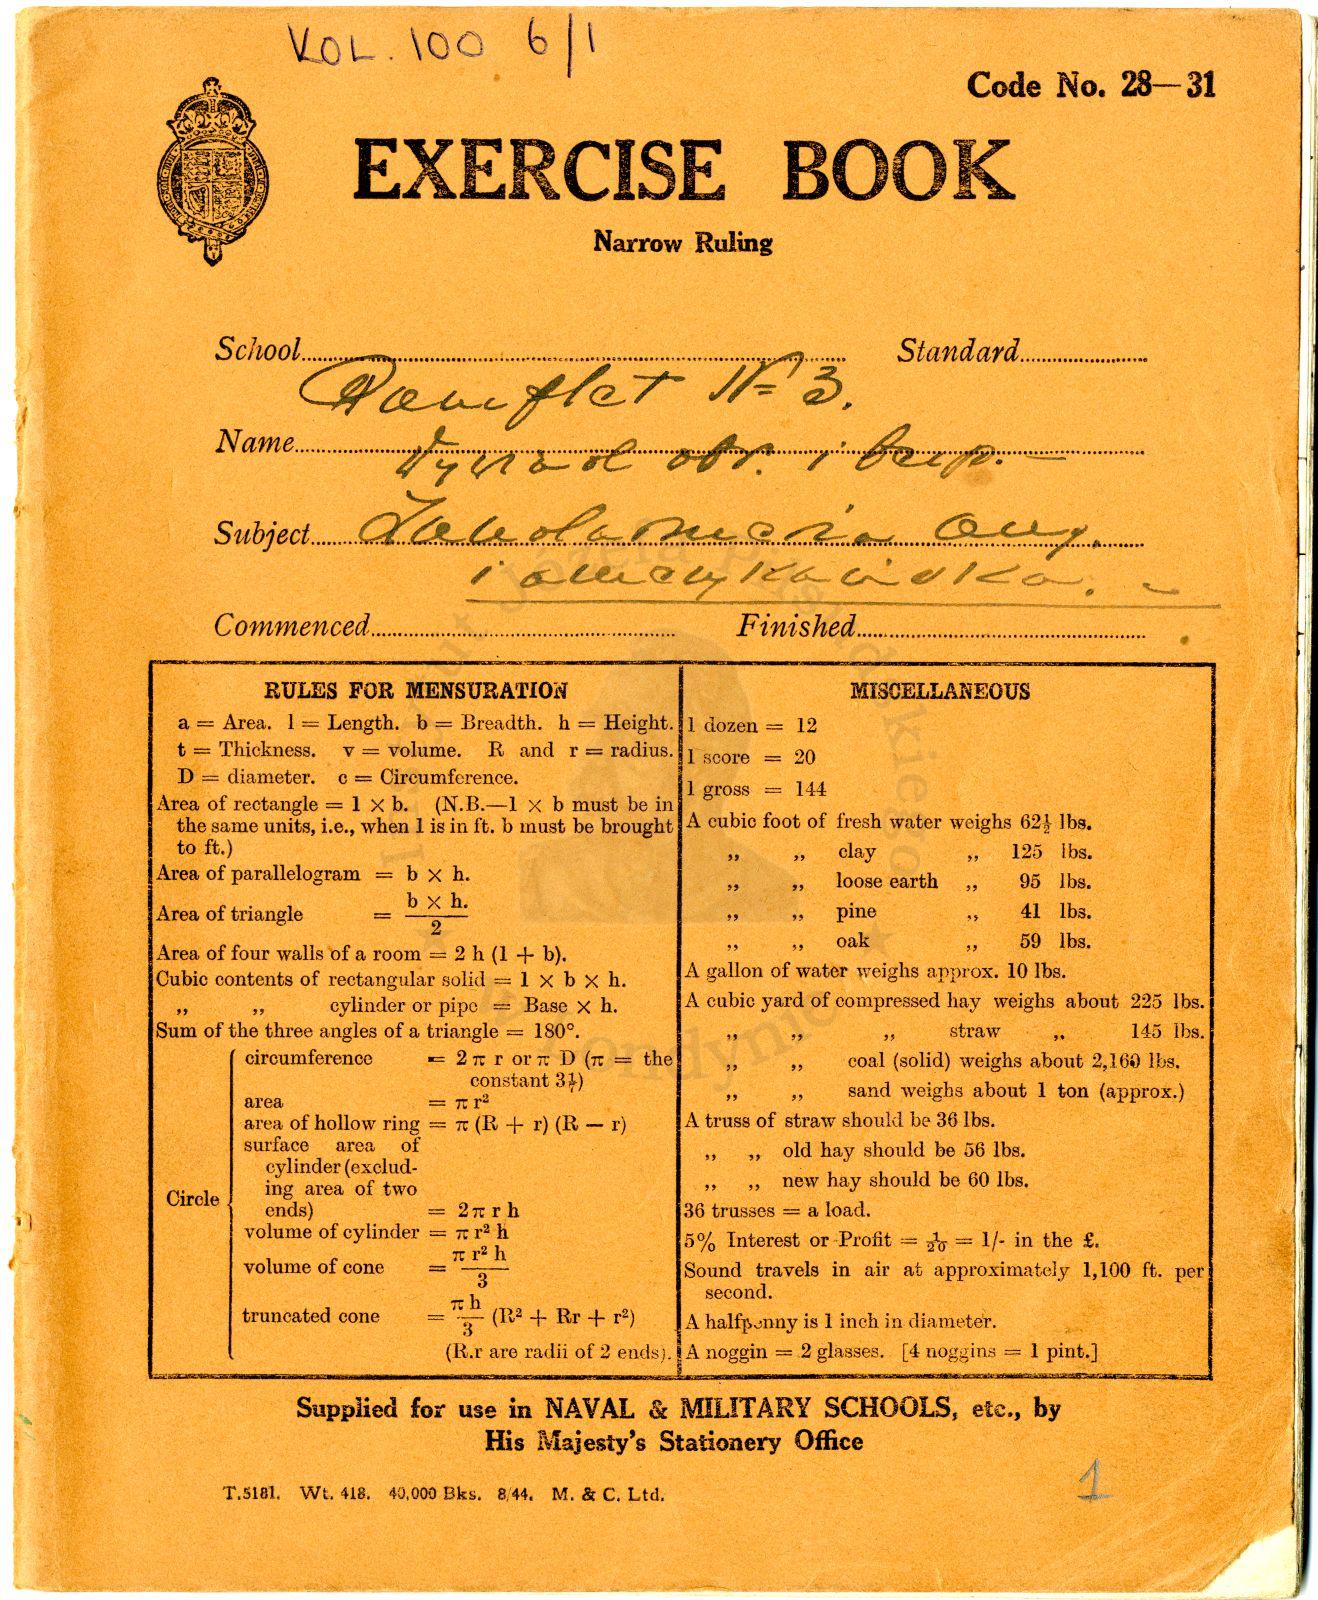 KOL. 100 6/1
Code No. 28—31
EXERCISE BOOK
Narrow Ruling
School
Standard
Pamflet No 3.
Name
Wywiad obr. i
Subject
Żandarmeria ang.
i amerykańska.
Commenced
Finished
RULES FOR MENSURATION
a = Area. l = Length. b = Breadth. h = Height.
t = Thickness. v = volume. R and r = radius.
D = diameter. c = Circumference.
Area of rectangle = l × b. (N.B.—l × b must be in
the same units, i.e., when l is in ft. b must be brought
to ft.)
Area of parallelogram = b × h.
Area of triangle = b × h. / 2
Area of four walls of a room = 2 h (l + b).
Cubic contents of rectangular solid = l × b × h.
„ „ cylinder or pipe = Base × h.
Sum of the three angles of a triangle = 180°.
Circle
circumference = 2 π r or π D (π = the
constant 3 1/7)
area = π r²
area of hollow ring = π (R + r) (R — r)
surface area of
cylinder (exclud-
ing area of two
ends) = 2 π r h
volume of cylinder = π r² h
volume of cone = π r² h / 3
truncated cone = π h / 3 (R² + Rr + r²)
(R.r are radii of 2 ends).
MISCELLANEOUS
1 dozen = 12
1 score = 20
1 gross = 144
A cubic foot of fresh water weighs 62½ lbs.
„ „ clay „ 125 lbs.
„ „ loose earth „ 95 lbs.
„ „ pine „ 41 lbs.
„ „ oak „ 59 lbs.
A gallon of water weighs approx. 10 lbs.
A cubic yard of compressed hay weighs about 225 lbs.
„ „ „ straw „ 145 lbs.
„ „ coal (solid) weighs about 2,160 lbs.
„ „ sand weighs about 1 ton (approx.)
A truss of straw should be 36 lbs.
„ „ old hay should be 56 lbs.
„ „ new hay should be 60 lbs.
36 trusses = a load.
5% Interest or Profit = 1/20 = 1/- in the £.
Sound travels in air at approximately 1,100 ft. per
second.
A halfpenny is 1 inch in diameter.
A noggin = 2 glasses. [4 noggins = 1 pint.]
Supplied for use in NAVAL & MILITARY SCHOOLS, etc., by
His Majesty's Stationery Office
T.5181. Wt. 418. 40,000 Bks. 8/44. M. & C. Ltd.
1